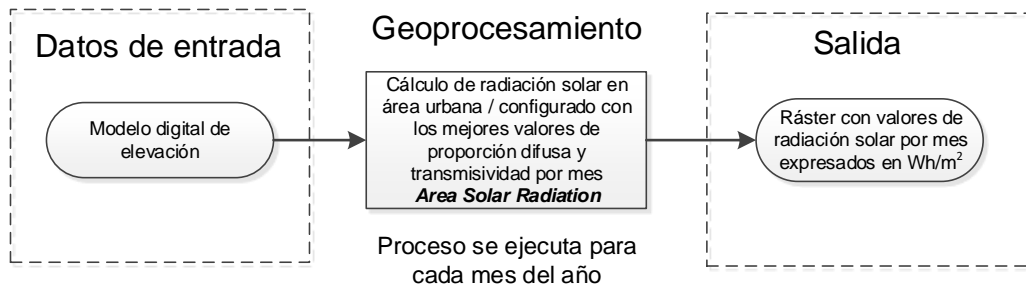 Datos de entrada
Modelo digital de
elevación
Geoprocesamiento
Cálculo de radiación solar en
área urbana / configurado con
los mejores valores de
proporción difusa y
transmisividad por mes
Area Solar Radiation
Proceso se ejecuta para
cada mes del año
Salida
Ráster con valores de
radiación solar por mes
expresados en Wh/m²